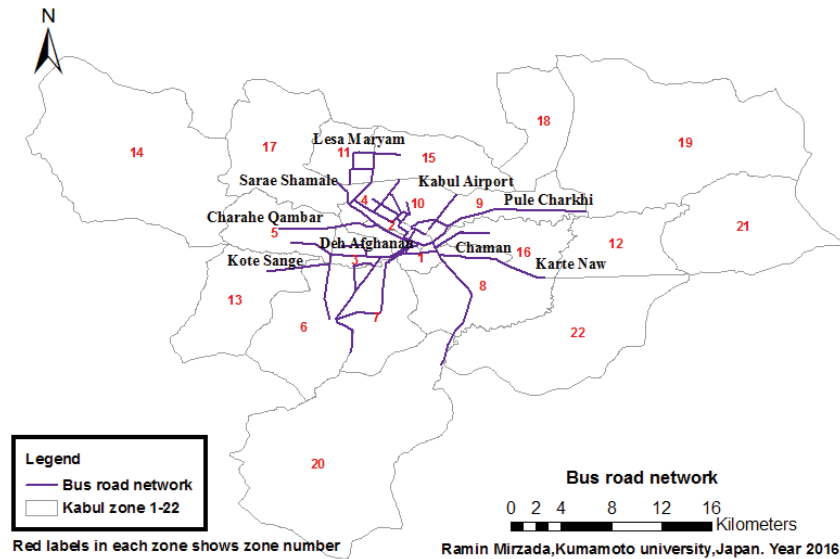 N
18
14
17
19
Lesa Maryam
11
15
Sarae Shamale
Kabul Airport
4
10
9
Pule Charkhi
Charahe Qambar
5
2
21
Deh Afghanan
Chaman
16
12
Kote Sange
3
1
Karte Naw
13
8
6
7
22
20
Legend
Bus road network
Kabul zone 1-22
Red labels in each zone shows zone number
Bus road network
0 2 4 8 12 16
Kilometers
Ramin Mirzada,Kumamoto university,Japan. Year 2016